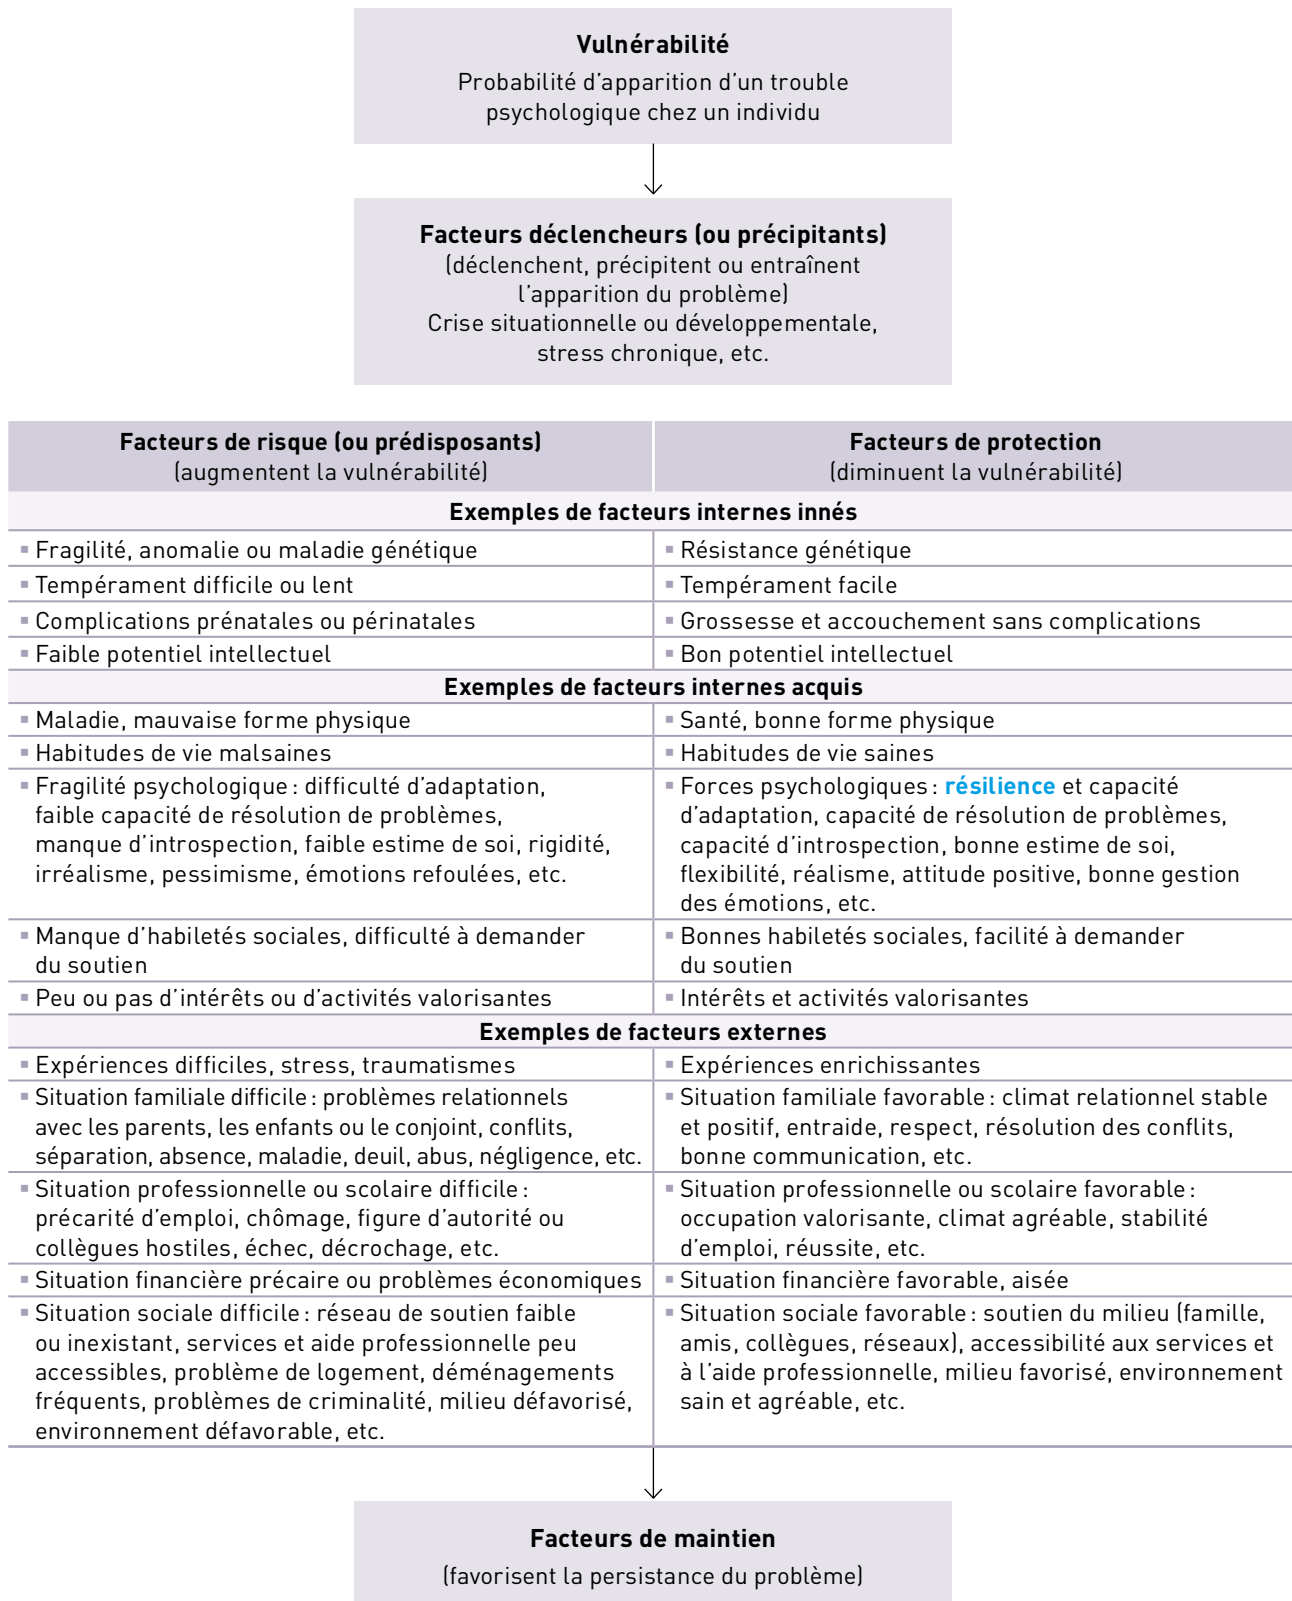 Vulnérabilité
Probabilité d'apparition d'un trouble
psychologique chez un individu
Facteurs déclencheurs (ou précipitants)
(déclenchent, précipitent ou entraînent
l'apparition du problème)
Crise situationnelle ou développementale,
stress chronique, etc.
Facteurs de risque (ou prédisposants)
(augmentent la vulnérabilité)
Facteurs de protection
(diminuent la vulnérabilité)
Exemples de facteurs internes innés
▪ Fragilité, anomalie ou maladie génétique
▪ Résistance génétique
▪ Tempérament difficile ou lent
▪ Tempérament facile
▪ Complications prénatales ou périnatales
▪ Grossesse et accouchement sans complications
▪ Faible potentiel intellectuel
▪ Bon potentiel intellectuel
Exemples de facteurs internes acquis
▪ Maladie, mauvaise forme physique
▪ Santé, bonne forme physique
▪ Habitudes de vie malsaines
▪ Habitudes de vie saines
▪ Fragilité psychologique : difficulté d'adaptation,
faible capacité de résolution de problèmes,
manque d'introspection, faible estime de soi, rigidité,
irréalisme, pessimisme, émotions refoulées, etc.
▪ Forces psychologiques : résilience et capacité
d'adaptation, capacité de résolution de problèmes,
capacité d'introspection, bonne estime de soi,
flexibilité, réalisme, attitude positive, bonne gestion
des émotions, etc.
▪ Manque d'habiletés sociales, difficulté à demander
du soutien
▪ Bonnes habiletés sociales, facilité à demander
du soutien
▪ Peu ou pas d'intérêts ou d'activités valorisantes
▪ Intérêts et activités valorisantes
Exemples de facteurs externes
▪ Expériences difficiles, stress, traumatismes
▪ Expériences enrichissantes
▪ Situation familiale difficile : problèmes relationnels
avec les parents, les enfants ou le conjoint, conflits,
séparation, absence, maladie, deuil, abus, négligence, etc.
▪ Situation familiale favorable : climat relationnel stable
et positif, entraide, respect, résolution des conflits,
bonne communication, etc.
▪ Situation professionnelle ou scolaire difficile :
précarité d'emploi, chômage, figure d'autorité ou
collègues hostiles, échec, décrochage, etc.
▪ Situation professionnelle ou scolaire favorable :
occupation valorisante, climat agréable, stabilité
d'emploi, réussite, etc.
▪ Situation financière précaire ou problèmes économiques
▪ Situation financière favorable, aisée
▪ Situation sociale difficile : réseau de soutien faible
ou inexistant, services et aide professionnelle peu
accessibles, problème de logement, déménagements
fréquents, problèmes de criminalité, milieu défavorisé,
environnement défavorable, etc.
▪ Situation sociale favorable : soutien du milieu (famille,
amis, collègues, réseaux), accessibilité aux services et
à l'aide professionnelle, milieu favorisé, environnement
sain et agréable, etc.
Facteurs de maintien
(favorisent la persistance du problème)